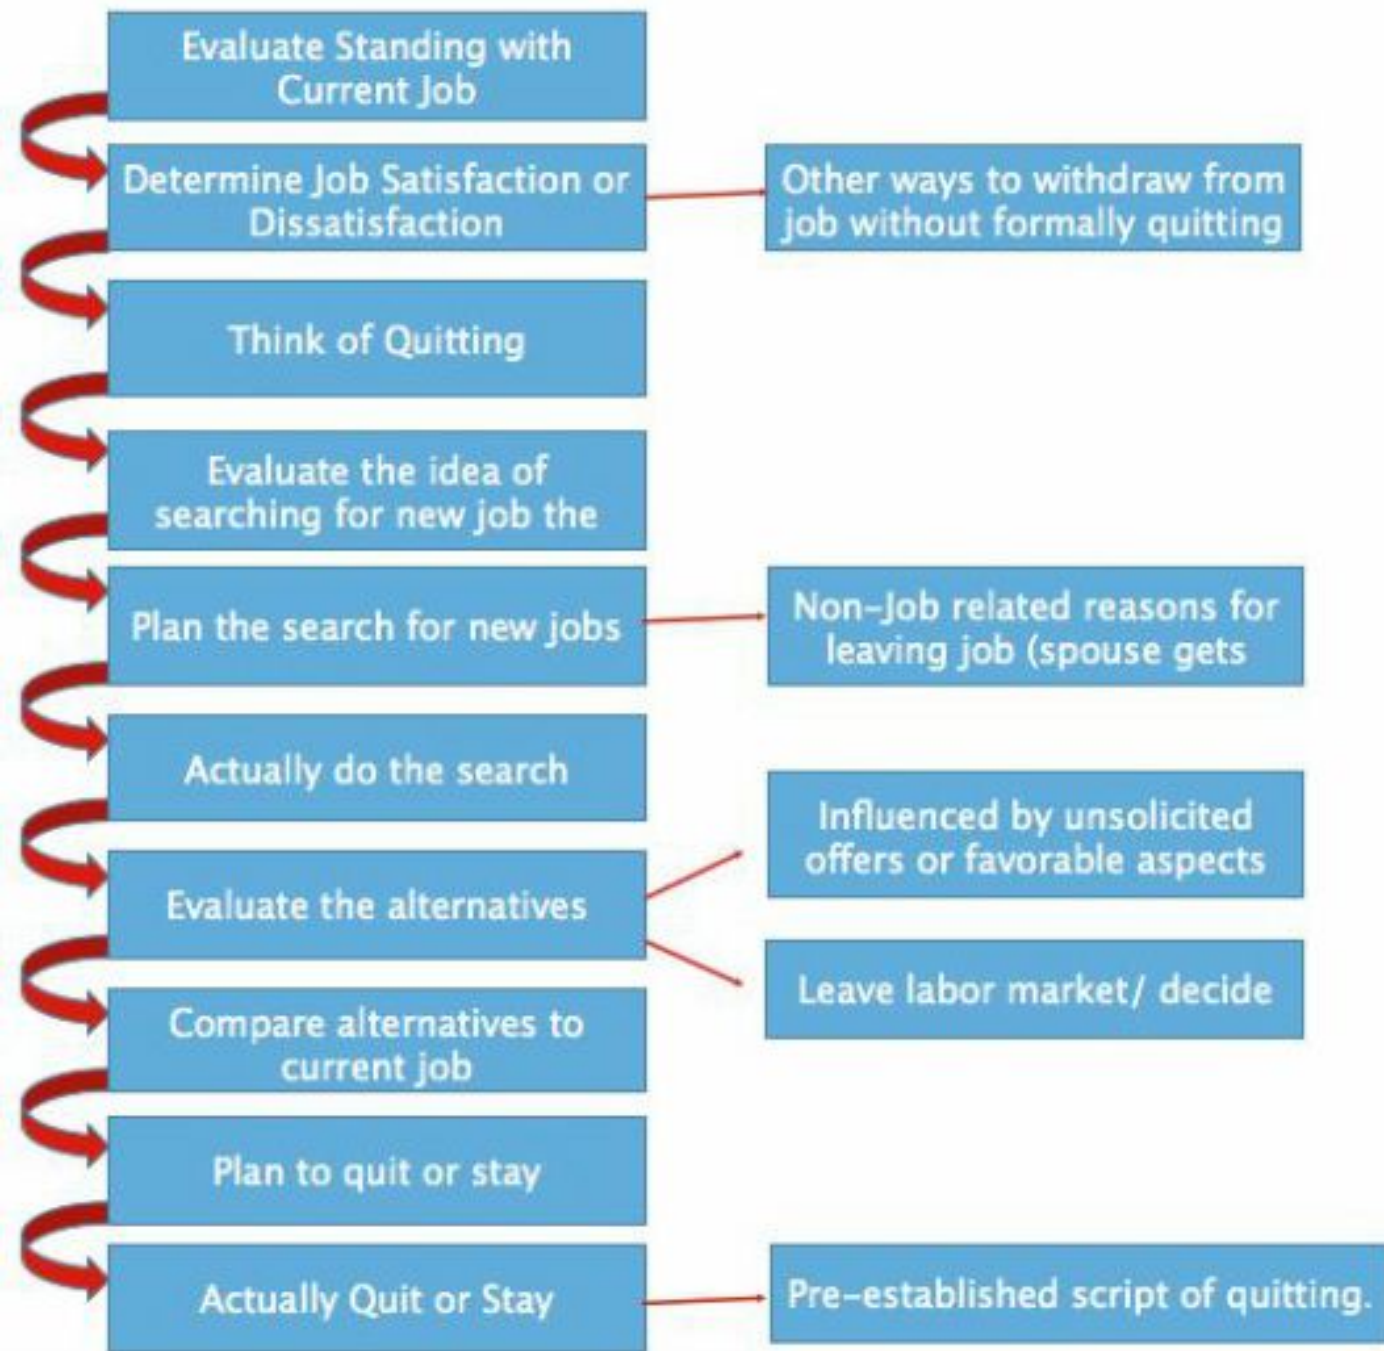 Evaluate Standing with
Current Job
Determine Job Satisfaction or
Dissatisfaction
Other ways to withdraw from
job without formally quitting
Think of Quitting
Evaluate the idea of
searching for new job the
Plan the search for new jobs
Non-Job related reasons for
leaving job (spouse gets
Actually do the search
Influenced by unsolicited
offers or favorable aspects
Evaluate the alternatives
Leave labor market/ decide
Compare alternatives to
current job
Plan to quit or stay
Actually Quit or Stay
Pre-established script of quitting.